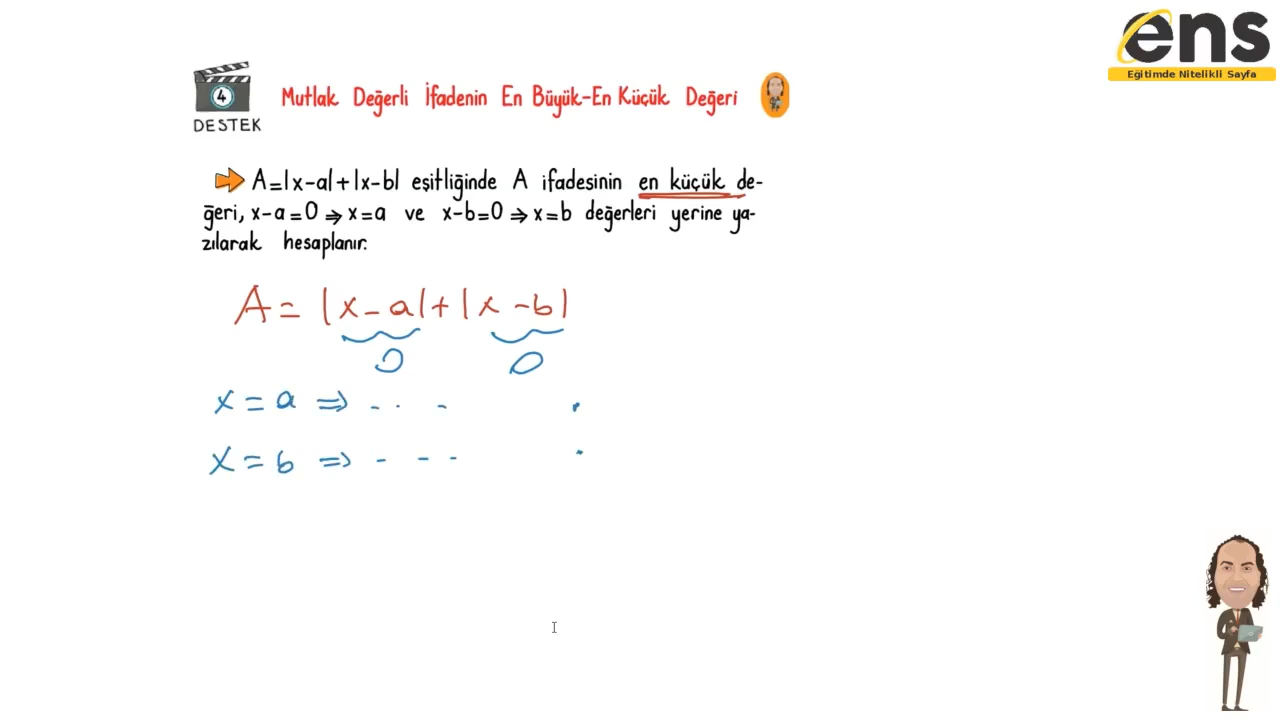 ens
Eğitimde Nitelikli Sayfa
4
DESTEK
Mutlak Değerli İfadenin En Büyük-En Küçük Değeri
A=|x-a|+|x-b| eşitliğinde A ifadesinin en küçük de-
ğeri, x-a=0 ⇒ x=a ve x-b=0 ⇒ x=b değerleri yerine ya-
zılarak hesaplanır.
A = |x-a| + |x-b|
0 0
x = a ⇒ - - -
x = b ⇒ - - -